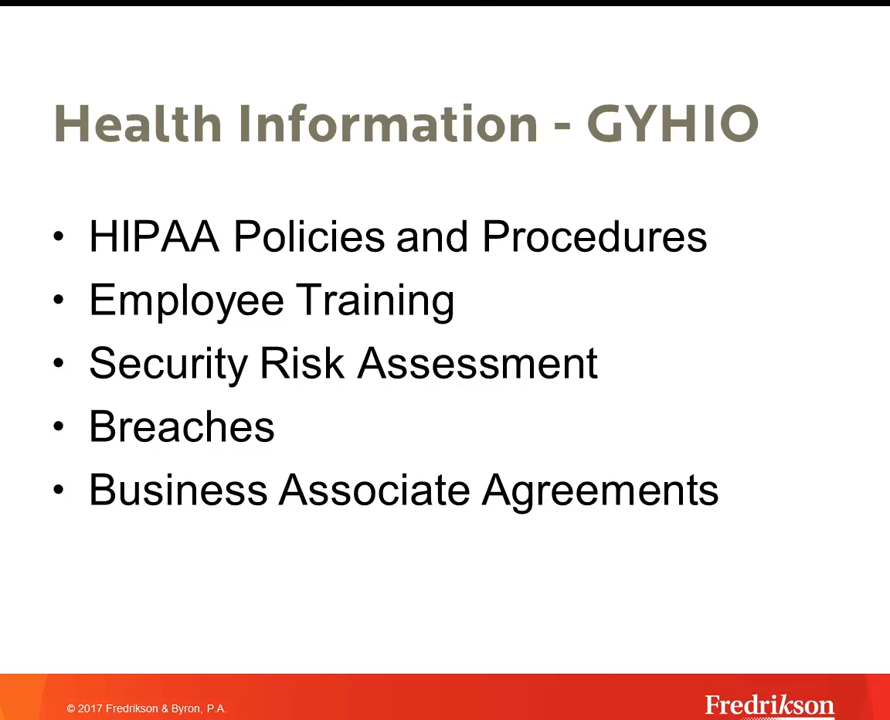 Health Information - GYHIO
• HIPAA Policies and Procedures
• Employee Training
• Security Risk Assessment
• Breaches
• Business Associate Agreements
© 2017 Fredrikson & Byron, P.A.
Fredrikson